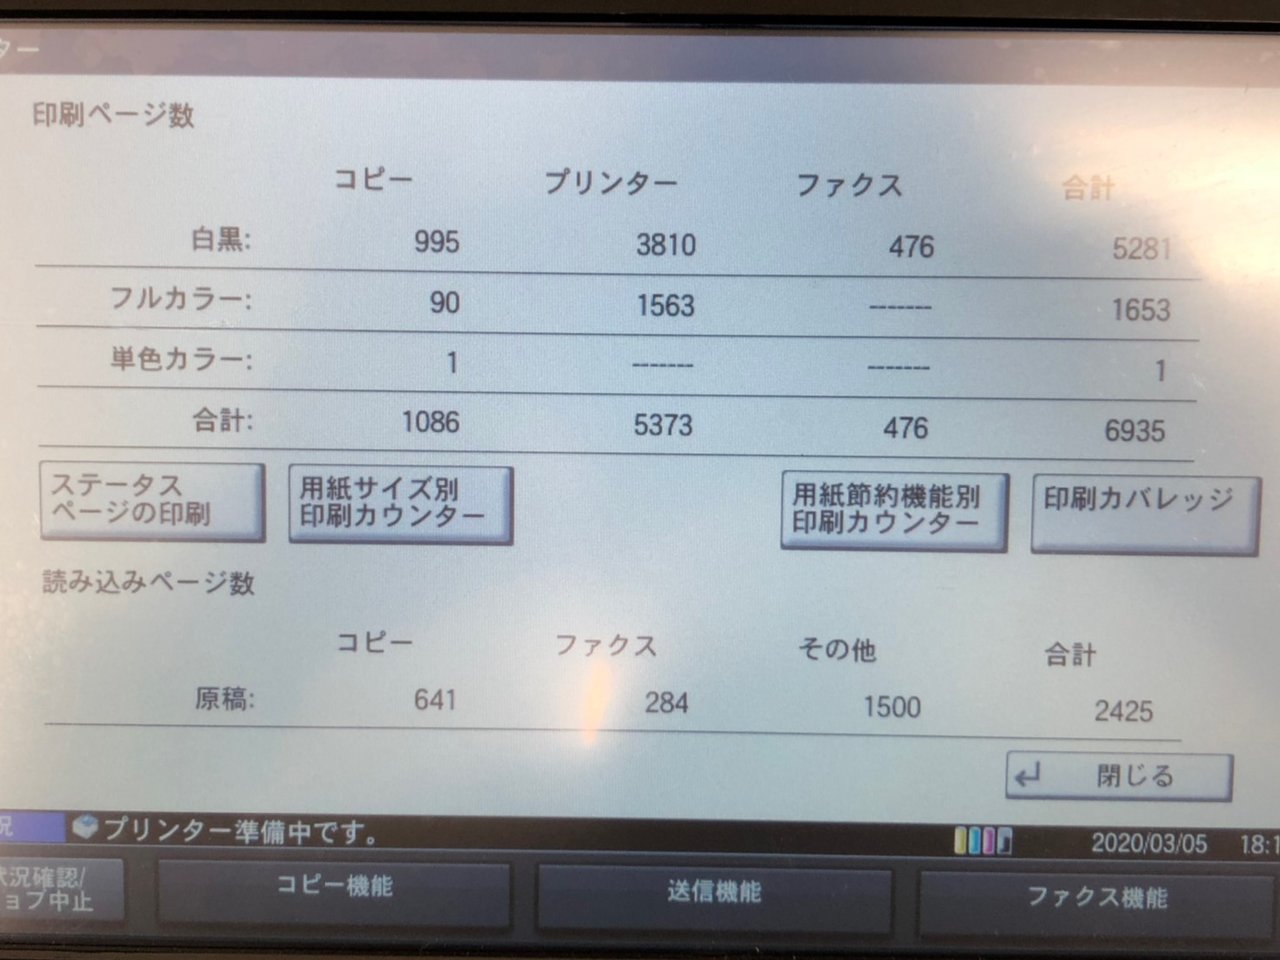 ター
印刷ページ数
コピー プリンター ファクス 合計
白黒: 995 3810 476 5281
フルカラー: 90 1563 ------- 1653
単色カラー: 1 ------- ------- 1
合計: 1086 5373 476 6935
ステータス
ページの印刷
用紙サイズ別
印刷カウンター
用紙節約機能別
印刷カウンター
印刷カバレッジ
読み込みページ数
コピー ファクス その他 合計
原稿: 641 284 1500 2425
閉じる
況 プリンター準備中です。 2020/03/05 18:1
状況確認/
ョブ中止
コピー機能 送信機能 ファクス機能